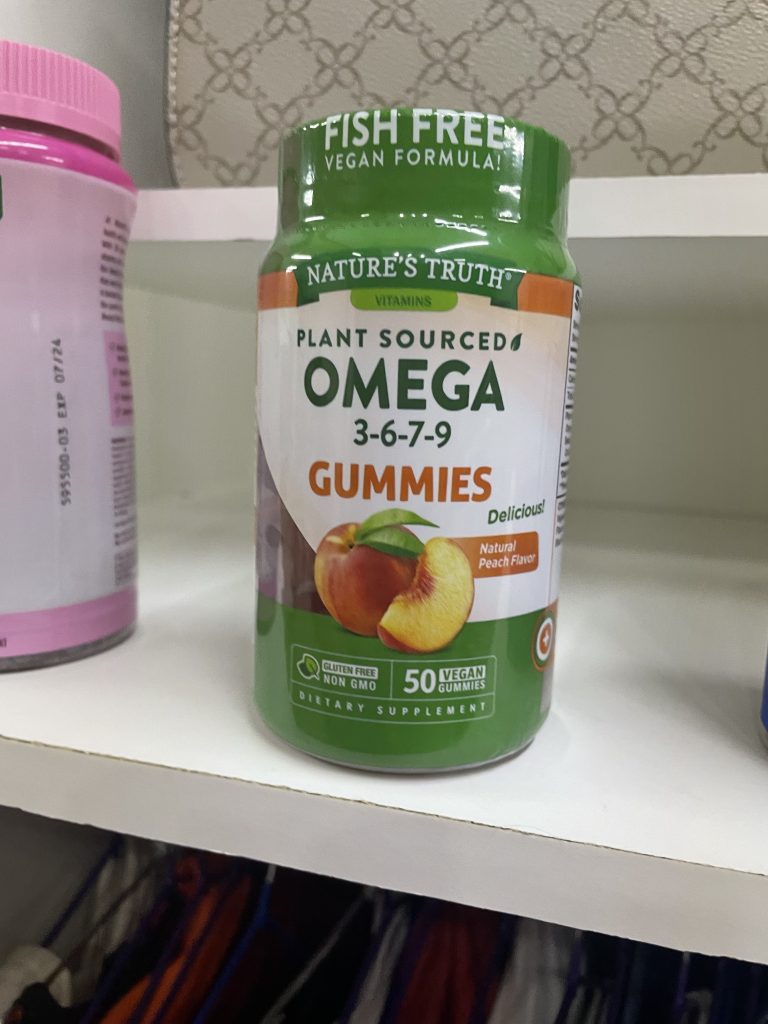 595500-03 EXP 07/24
FISH FREE
VEGAN FORMULA!
NATURE'S TRUTH®
VITAMINS
PLANT SOURCED
OMEGA
3-6-7-9
GUMMIES
Delicious!
Natural
Peach Flavor
GLUTEN FREE
NON GMO
50 VEGAN
GUMMIES
DIETARY SUPPLEMENT